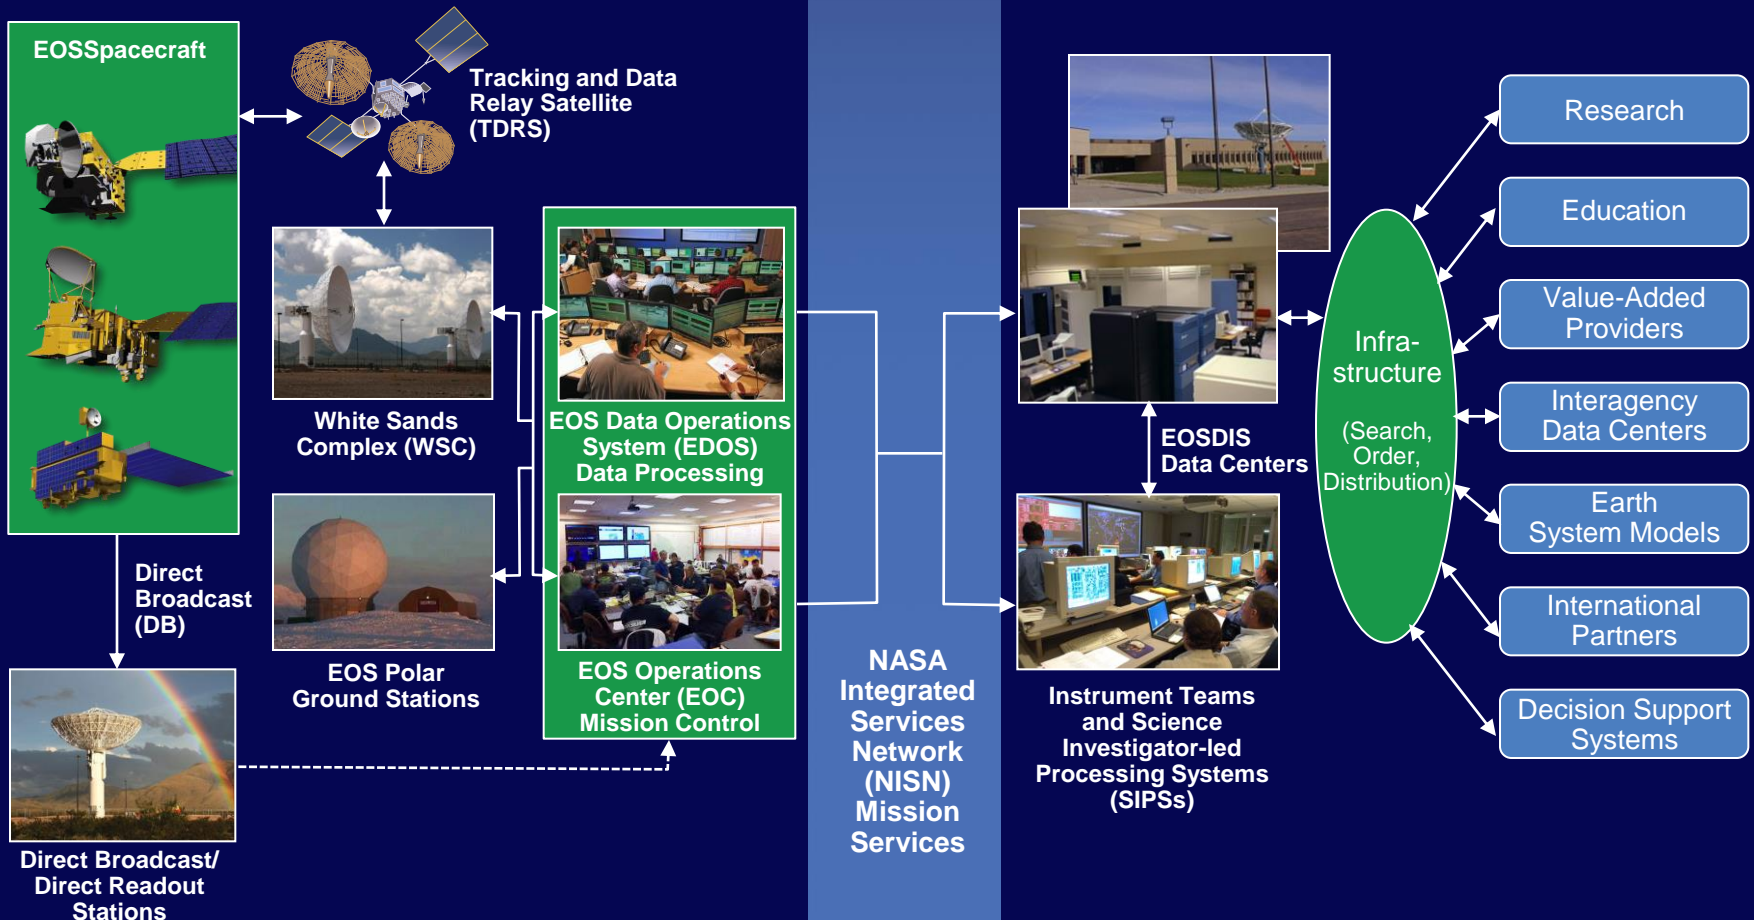 EOSSpacecraft
Tracking and Data
Relay Satellite
(TDRS)
White Sands
Complex (WSC)
EOS Polar
Ground Stations
Direct
Broadcast
(DB)
Direct Broadcast/
Direct Readout
Stations
EOS Data Operations
System (EDOS)
Data Processing
EOS Operations
Center (EOC)
Mission Control
NASA
Integrated
Services
Network
(NISN)
Mission
Services
EOSDIS
Data Centers
Instrument Teams
and Science
Investigator-led
Processing Systems
(SIPSs)
Infra-
structure
(Search,
Order,
Distribution)
Research
Education
Value-Added
Providers
Interagency
Data Centers
Earth
System Models
International
Partners
Decision Support
Systems